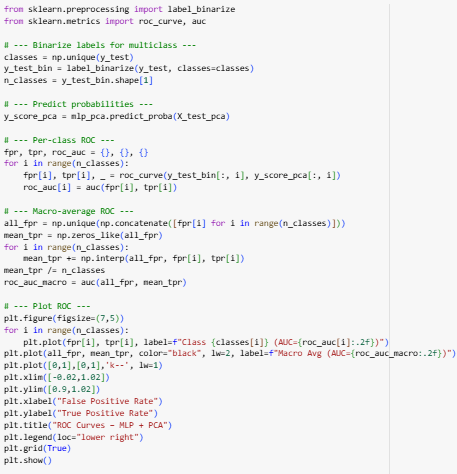 from sklearn.preprocessing import label_binarize
from sklearn.metrics import roc_curve, auc
# --- Binarize labels for multiclass ---
classes = np.unique(y_test)
y_test_bin = label_binarize(y_test, classes=classes)
n_classes = y_test_bin.shape[1]
# --- Predict probabilities ---
y_score_pca = mlp_pca.predict_proba(X_test_pca)
# --- Per-class ROC ---
fpr, tpr, roc_auc = {}, {}, {}
for i in range(n_classes):
    fpr[i], tpr[i], _ = roc_curve(y_test_bin[:, i], y_score_pca[:, i])
    roc_auc[i] = auc(fpr[i], tpr[i])
# --- Macro-average ROC ---
all_fpr = np.unique(np.concatenate([fpr[i] for i in range(n_classes)]))
mean_tpr = np.zeros_like(all_fpr)
for i in range(n_classes):
    mean_tpr += np.interp(all_fpr, fpr[i], tpr[i])
mean_tpr /= n_classes
roc_auc_macro = auc(all_fpr, mean_tpr)
# --- Plot ROC ---
plt.figure(figsize=(7,5))
for i in range(n_classes):
    plt.plot(fpr[i], tpr[i], label=f"Class {classes[i]} (AUC={roc_auc[i]:.2f})")
plt.plot(all_fpr, mean_tpr, color="black", lw=2, label=f"Macro Avg (AUC={roc_auc_macro:.2f})")
plt.plot([0,1],[0,1],'k--', lw=1)
plt.xlim([-0.02,1.02])
plt.ylim([0.9,1.02])
plt.xlabel("False Positive Rate")
plt.ylabel("True Positive Rate")
plt.title("ROC Curves – MLP + PCA")
plt.legend(loc="lower right")
plt.grid(True)
plt.show()